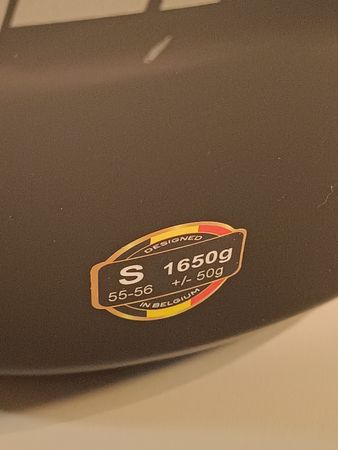 DESIGNED
S 1650g
55-56 +/- 50g
IN BELGIUM